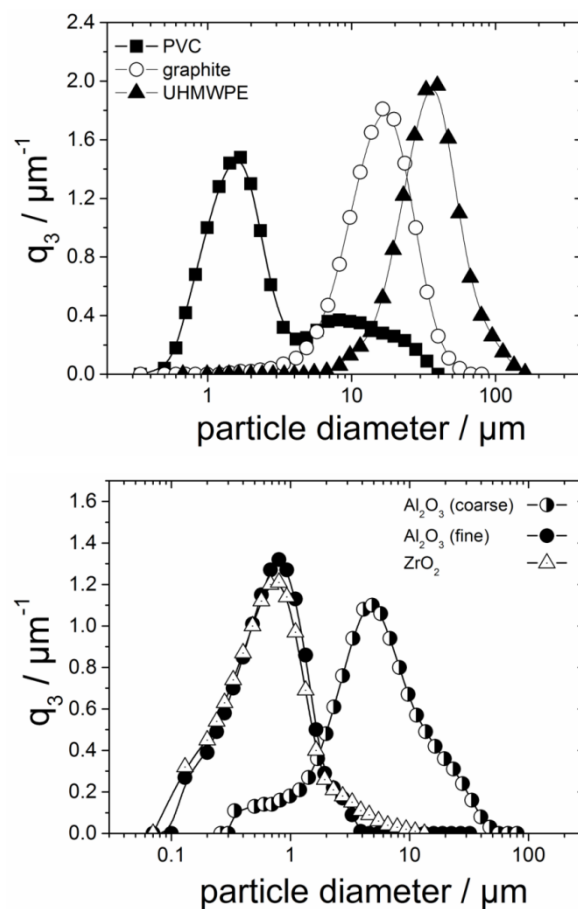 2.4
PVC
graphite
UHMWPE
2.0
1.6
1.2
0.8
0.4
0.0
q₃ / µm⁻¹
1 10 100
particle diameter / µm
1.6
1.4
1.2
1.0
0.8
0.6
0.4
0.2
0.0
q₃ / µm⁻¹
Al₂O₃ (coarse)
Al₂O₃ (fine)
ZrO₂
0.1 1 10 100
particle diameter / µm